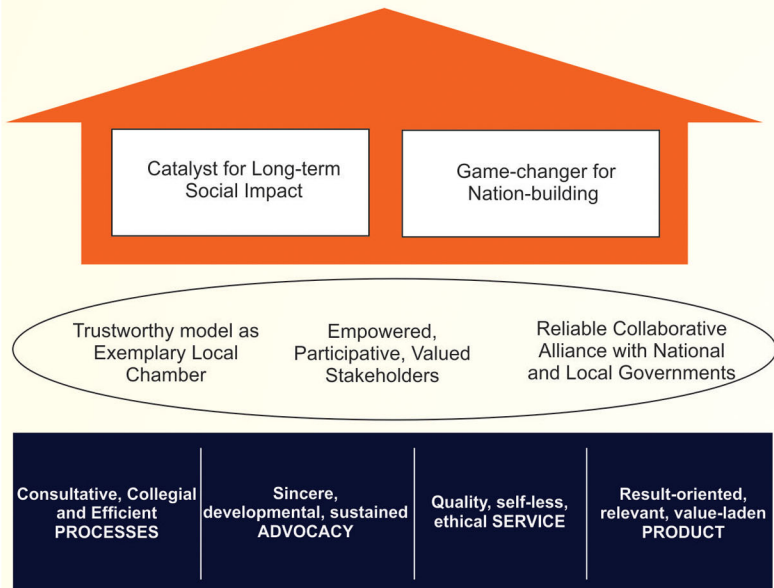 Catalyst for Long-term
Social Impact
Game-changer for
Nation-building
Trustworthy model as
Exemplary Local
Chamber
Empowered,
Participative, Valued
Stakeholders
Reliable Collaborative
Alliance with National
and Local Governments
Consultative, Collegial
and Efficient
PROCESSES
Sincere,
developmental, sustained
ADVOCACY
Quality, self-less,
ethical SERVICE
Result-oriented,
relevant, value-laden
PRODUCT